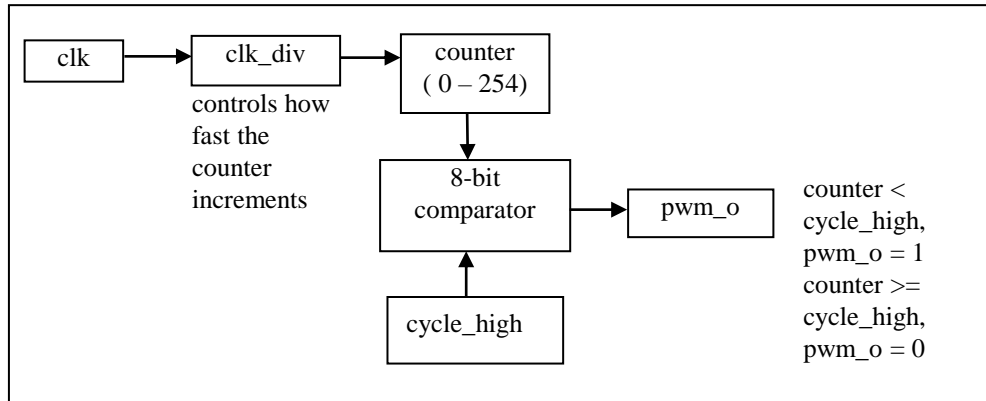 clk
clk_div
controls how
fast the
counter
increments
counter
( 0 – 254)
8-bit
comparator
cycle_high
pwm_o
counter <
cycle_high,
pwm_o = 1
counter >=
cycle_high,
pwm_o = 0